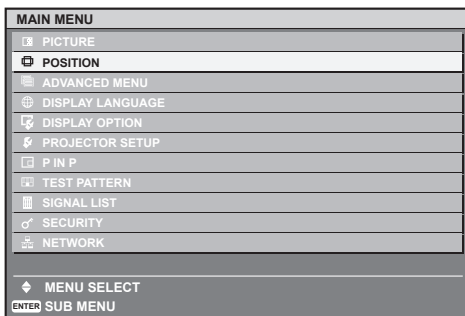 MAIN MENU
PICTURE
POSITION
ADVANCED MENU
DISPLAY LANGUAGE
DISPLAY OPTION
PROJECTOR SETUP
P IN P
TEST PATTERN
SIGNAL LIST
SECURITY
NETWORK
MENU SELECT
ENTER SUB MENU